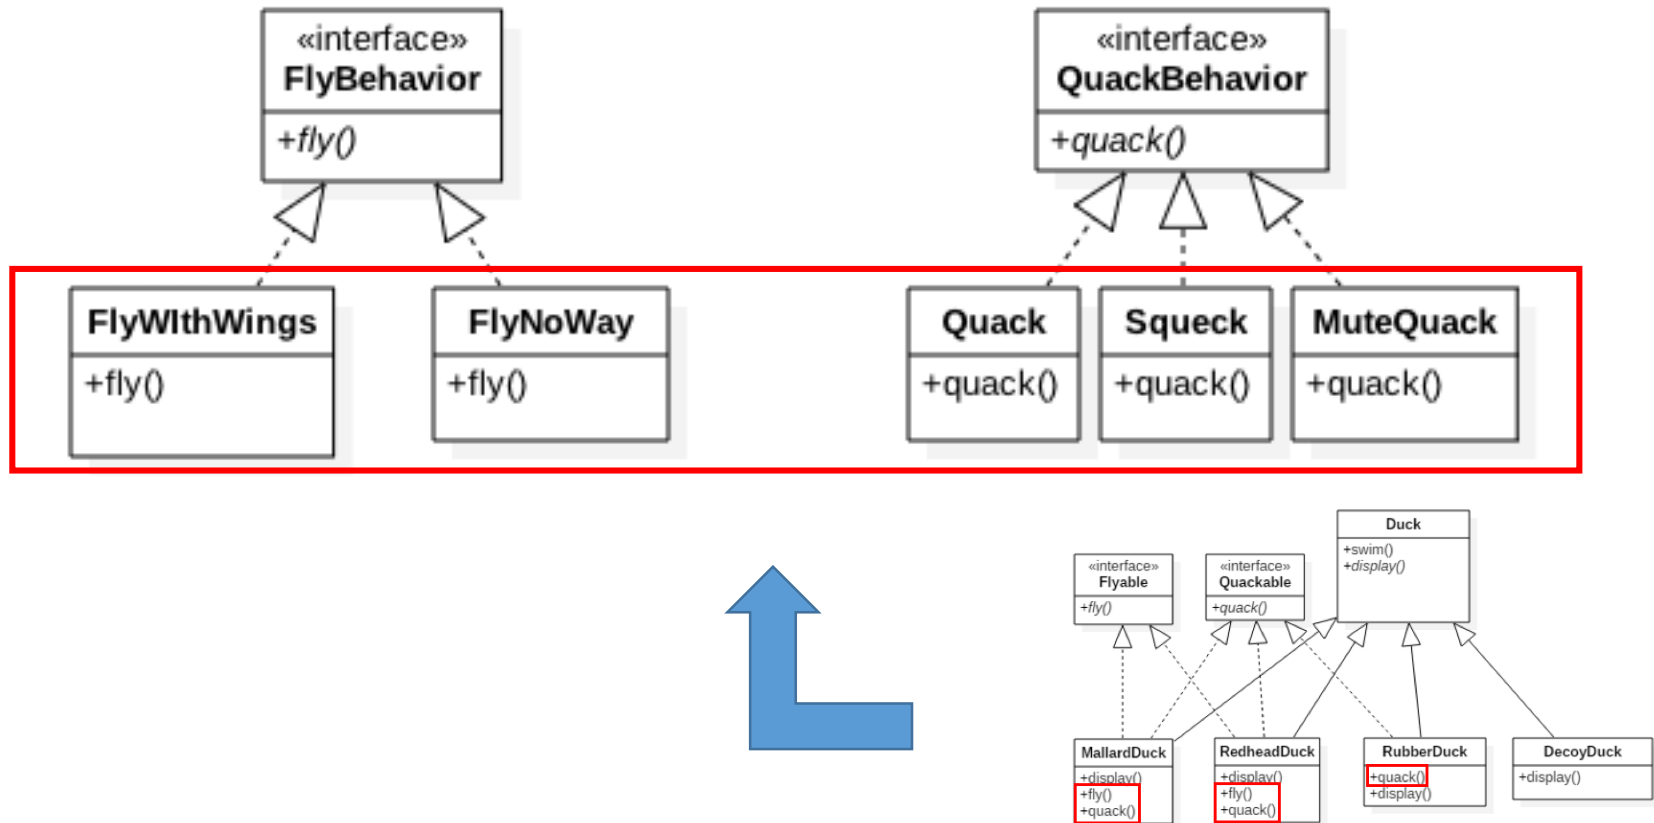 «interface»
FlyBehavior
+fly()
«interface»
QuackBehavior
+quack()
FlyWIthWings
+fly()
FlyNoWay
+fly()
Quack
+quack()
Squeck
+quack()
MuteQuack
+quack()
Duck
+swim()
+display()
«interface»
Flyable
+fly()
«interface»
Quackable
+quack()
MallardDuck
+display()
+fly()
+quack()
RedheadDuck
+display()
+fly()
+quack()
RubberDuck
+quack()
+display()
DecoyDuck
+display()